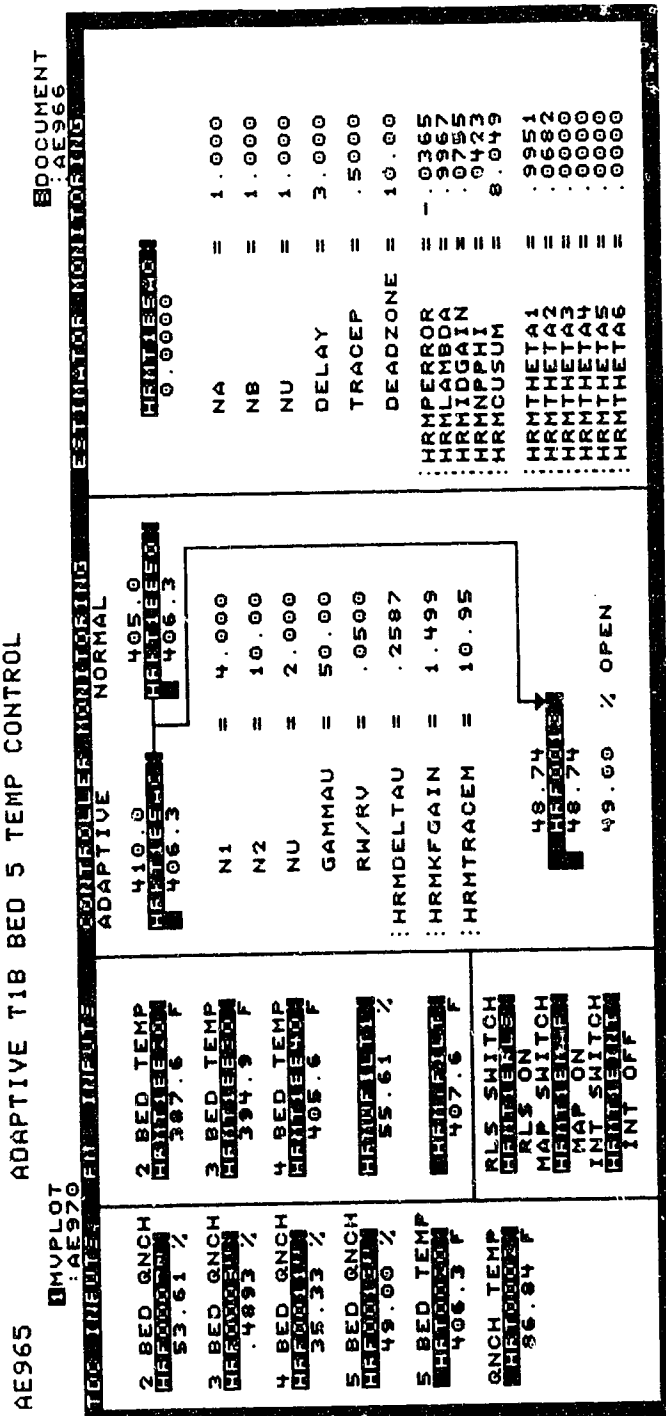 AE965 ADAPTIVE T1B BED 5 TEMP CONTROL
1MVPLOT
:AE970
DOCUMENT
:AE966
CONTROLLER MONITORING
ESTIMATOR MONITORING
2 BED QNCH
53.61 %
3 BED QNCH
.4893 %
4 BED QNCH
35.33 %
5 BED QNCH
49.00 %
5 BED TEMP
406.3 F
QNCH TEMP
86.84 F
2 BED TEMP
387.6 F
3 BED TEMP
394.9 F
4 BED TEMP
405.6 F
55.61 %
407.6 F
RLS SWITCH
RLS ON
MAP SWITCH
MAP ON
INT SWITCH
INT OFF
ADAPTIVE
410.0
406.3
NORMAL
405.0
406.3
N1 = 4.000
N2 = 10.00
NU = 2.000
GAMMAU = 50.00
RW/RV = .0500
:HRMDELTAU = .2587
:HRMKFGAIN = 1.499
:HRMTRACEM = 10.95
48.74
48.74
49.00 % OPEN
0.0000
NA = 1.000
NB = 1.000
NU = 1.000
DELAY = 3.000
TRACEP = .5000
DEADZONE = 10.00
:HRMPERROR = -.0365
:HRMLAMBDA = .9967
:HRMIDGAIN = .0755
:HRMNPPHI = .0423
:HRMCUSUM = 8.049
:HRMTHETA1 = .9951
:HRMTHETA2 = .0682
:HRMTHETA3 = .0000
:HRMTHETA4 = .0000
:HRMTHETA5 = .0000
:HRMTHETA6 = .0000